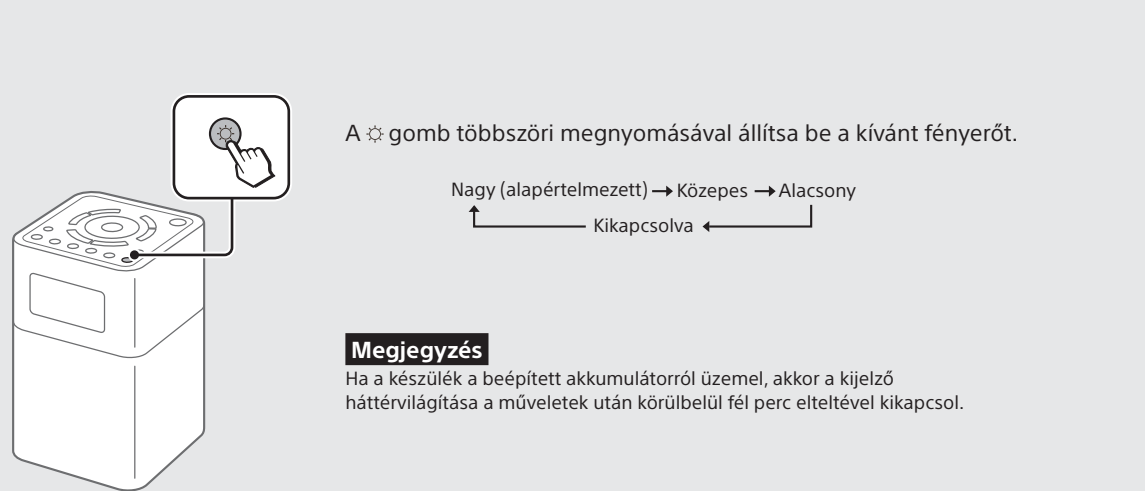 A ☼ gomb többszöri megnyomásával állítsa be a kívánt fényerőt.
Nagy (alapértelmezett) → Közepes → Alacsony
Kikapcsolva
Megjegyzés
Ha a készülék a beépített akkumulátorról üzemel, akkor a kijelző
háttérvilágítása a műveletek után körülbelül fél perc elteltével kikapcsol.